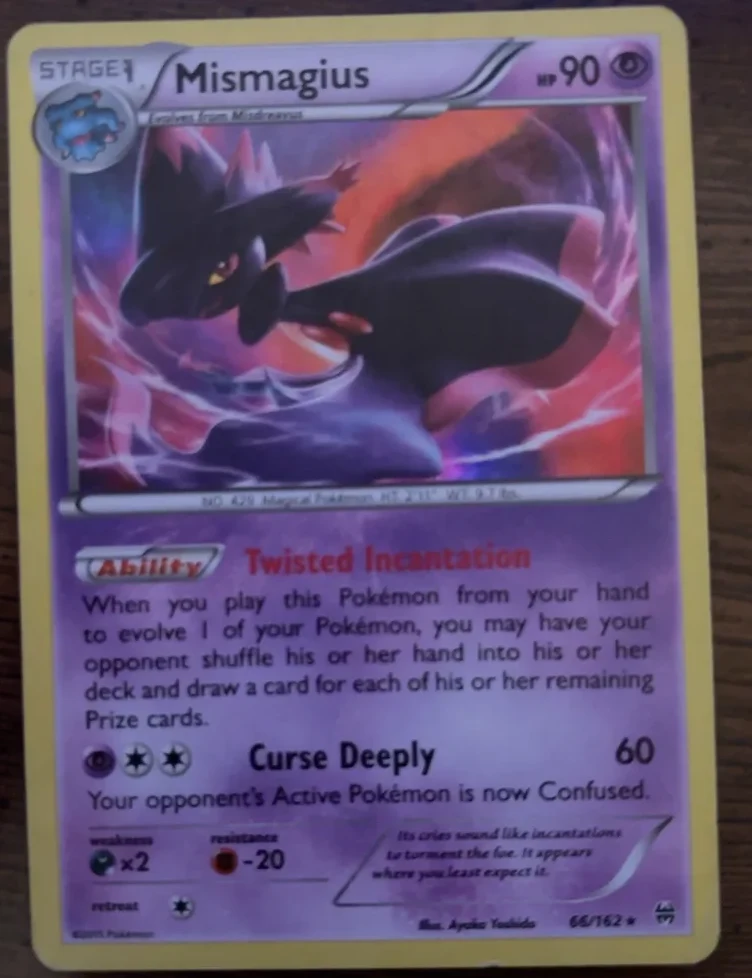 STAGE1
Mismagius
HP 90
Evolves from Misdreavus
NO. 429 Magical Pokémon HT: 2'11" WT: 9.7 lbs.
Ability Twisted Incantation
When you play this Pokémon from your hand
to evolve 1 of your Pokémon, you may have your
opponent shuffle his or her hand into his or her
deck and draw a card for each of his or her remaining
Prize cards.
Curse Deeply 60
Your opponent's Active Pokémon is now Confused.
weakness resistance
×2 -20
Its cries sound like incantations
to torment the foe. It appears
where you least expect it.
retreat
Illus. Ayaka Yoshida 66/162
©2015 Pokémon